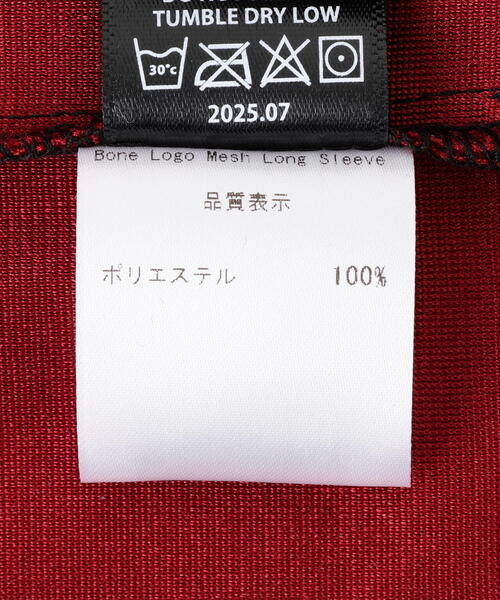 TUMBLE DRY LOW
30°c
2025.07
Bone Logo Mesh Long Sleeve
品質表示
ポリエステル 100%